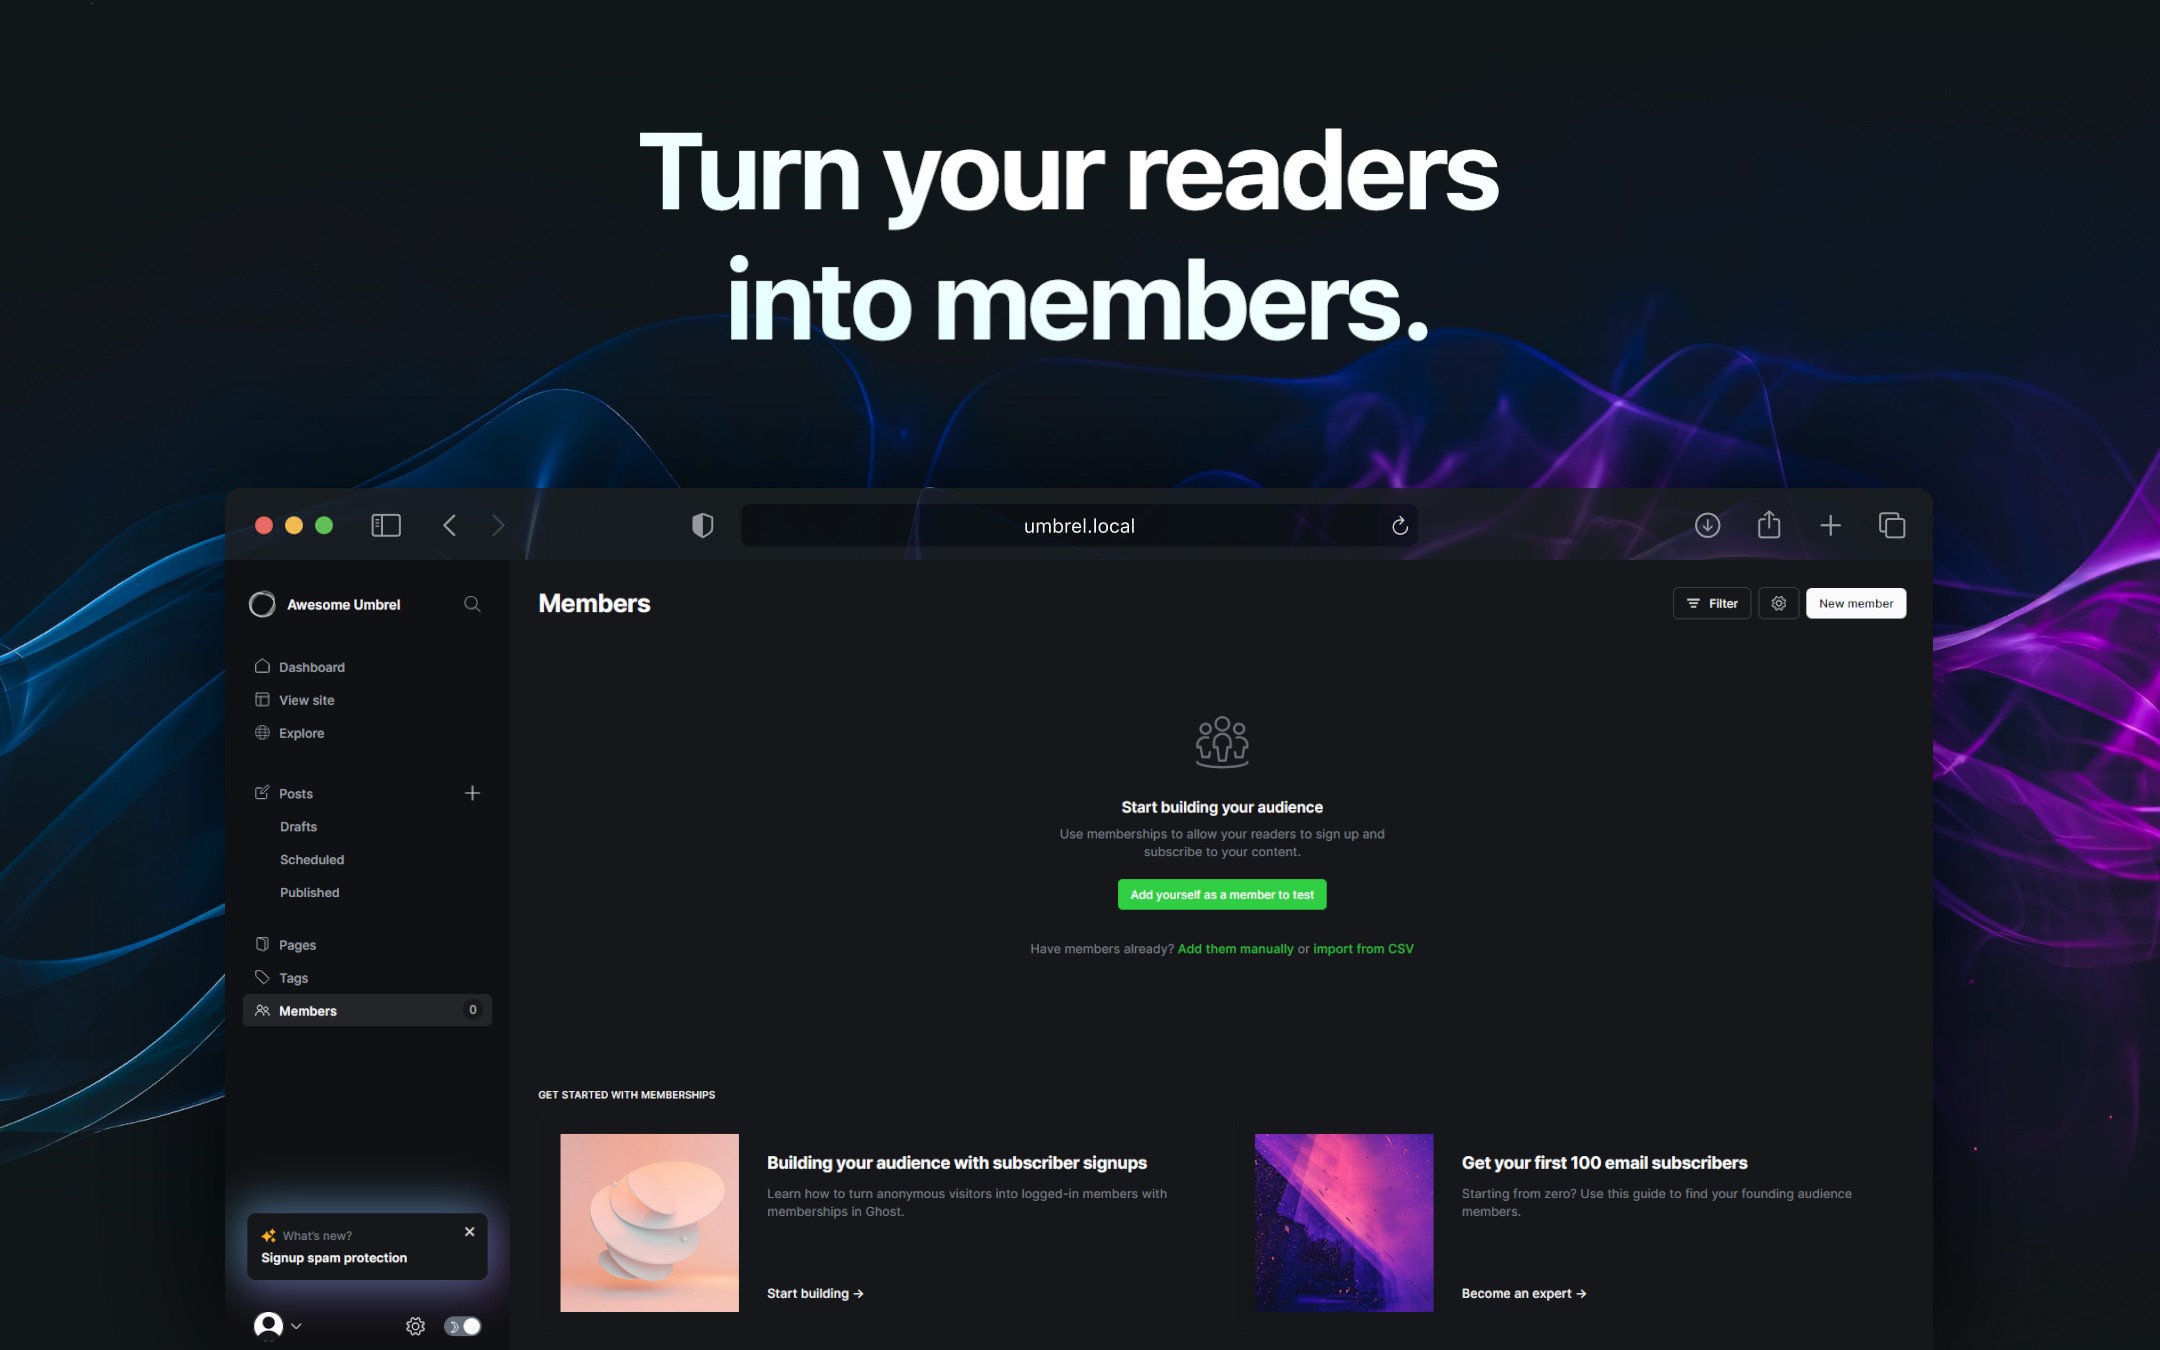 Turn your readers
into members.
umbrel.local
Awesome Umbrel
Dashboard
View site
Explore
Posts
Drafts
Scheduled
Published
Pages
Tags
Members
0
What's new?
Signup spam protection
Members
Filter
New member
Start building your audience
Use memberships to allow your readers to sign up and
subscribe to your content.
Add yourself as a member to test
Have members already? Add them manually or import from CSV
GET STARTED WITH MEMBERSHIPS
Building your audience with subscriber signups
Learn how to turn anonymous visitors into logged-in members with
memberships in Ghost.
Start building →
Get your first 100 email subscribers
Starting from zero? Use this guide to find your founding audience
members.
Become an expert →